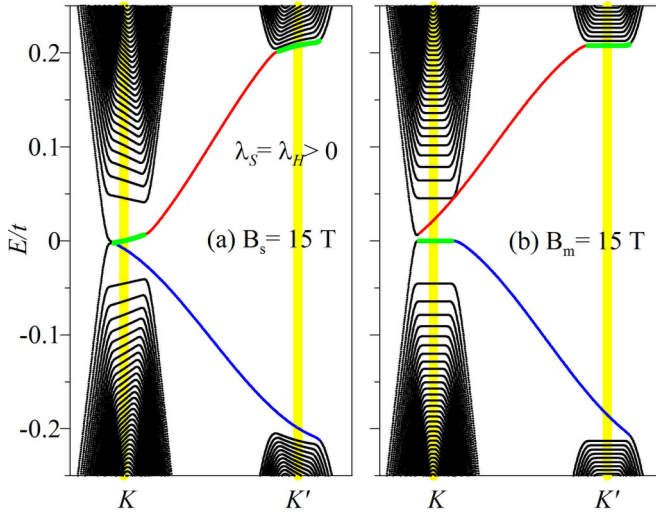 E/t
0.2
0.1
0
-0.1
-0.2
λS = λH > 0
(a) Bs = 15 T
(b) Bm = 15 T
K K' K K'